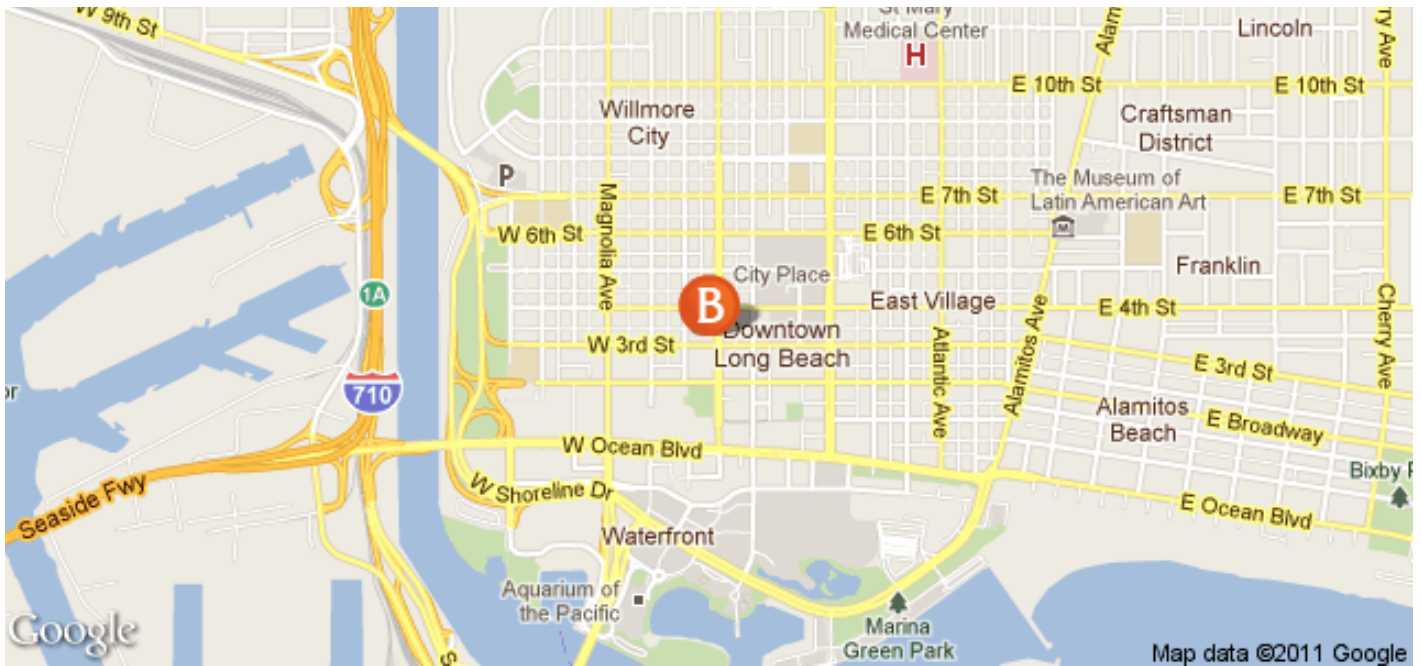 W 9th St
St Mary
Medical Center
H
Lincoln
Cherry Ave
E 10th St
E 10th St
Willmore
City
Craftsman
District
P
The Museum of
Latin American Art
E 7th St
E 7th St
Magnolia Ave
W 6th St
E 6th St
City Place
Franklin
1A
B
East Village
E 4th St
Cherry Ave
Downtown
Long Beach
W 3rd St
Atlantic Ave
Alamitos Ave
E 3rd St
710
Alamitos
Beach
E Broadway
W Ocean Blvd
Bixby P
Seaside Fwy
W Shoreline Dr
E Ocean Blvd
Waterfront
Aquarium of
the Pacific
Marina
Green Park
Google
Map data ©2011 Google